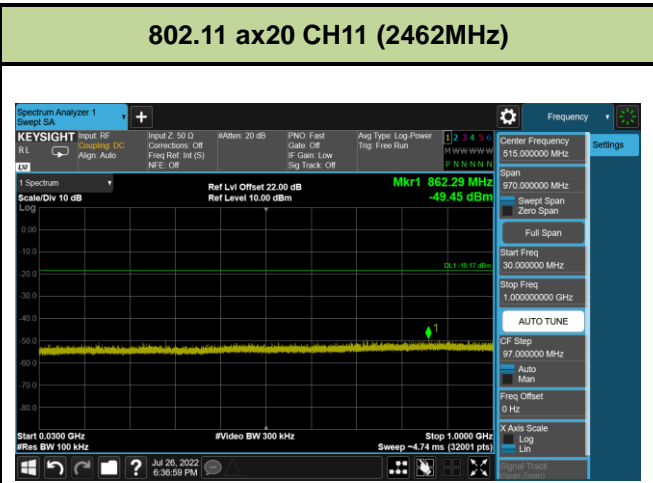 802.11 ax20 CH11 (2462MHz)
Spectrum Analyzer 1
Swept SA
Frequency
KEYSIGHT
RL
Input: RF
Coupling: DC
Align: Auto
Input Z: 50 Ω
Corrections: Off
Freq Ref: Int (S)
NFE: Off
#Atten: 20 dB
PNO: Fast
Gate: Off
IF Gain: Low
Sig Track: Off
Avg Type: Log-Power
Trig: Free Run
1 2 3 4 5 6
M W W W W W
P N N N N N
LXI
1 Spectrum
Scale/Div 10 dB
Log
Ref Lvl Offset 22.00 dB
Ref Level 10.00 dBm
Mkr1 862.29 MHz
-49.45 dBm
0.00
-10.0
DL1 -18.17 dBm
-20.0
-30.0
-40.0
1
-50.0
-60.0
-70.0
-80.0
Start 0.0300 GHz
#Res BW 100 kHz
#Video BW 300 kHz
Stop 1.0000 GHz
Sweep ~4.74 ms (32001 pts)
Jul 26, 2022
6:36:59 PM
Center Frequency
515.000000 MHz
Settings
Span
970.000000 MHz
Swept Span
Zero Span
Full Span
Start Freq
30.000000 MHz
Stop Freq
1.000000000 GHz
AUTO TUNE
CF Step
97.000000 MHz
Auto
Man
Freq Offset
0 Hz
X Axis Scale
Log
Lin
Signal Track
(Span Zoom)